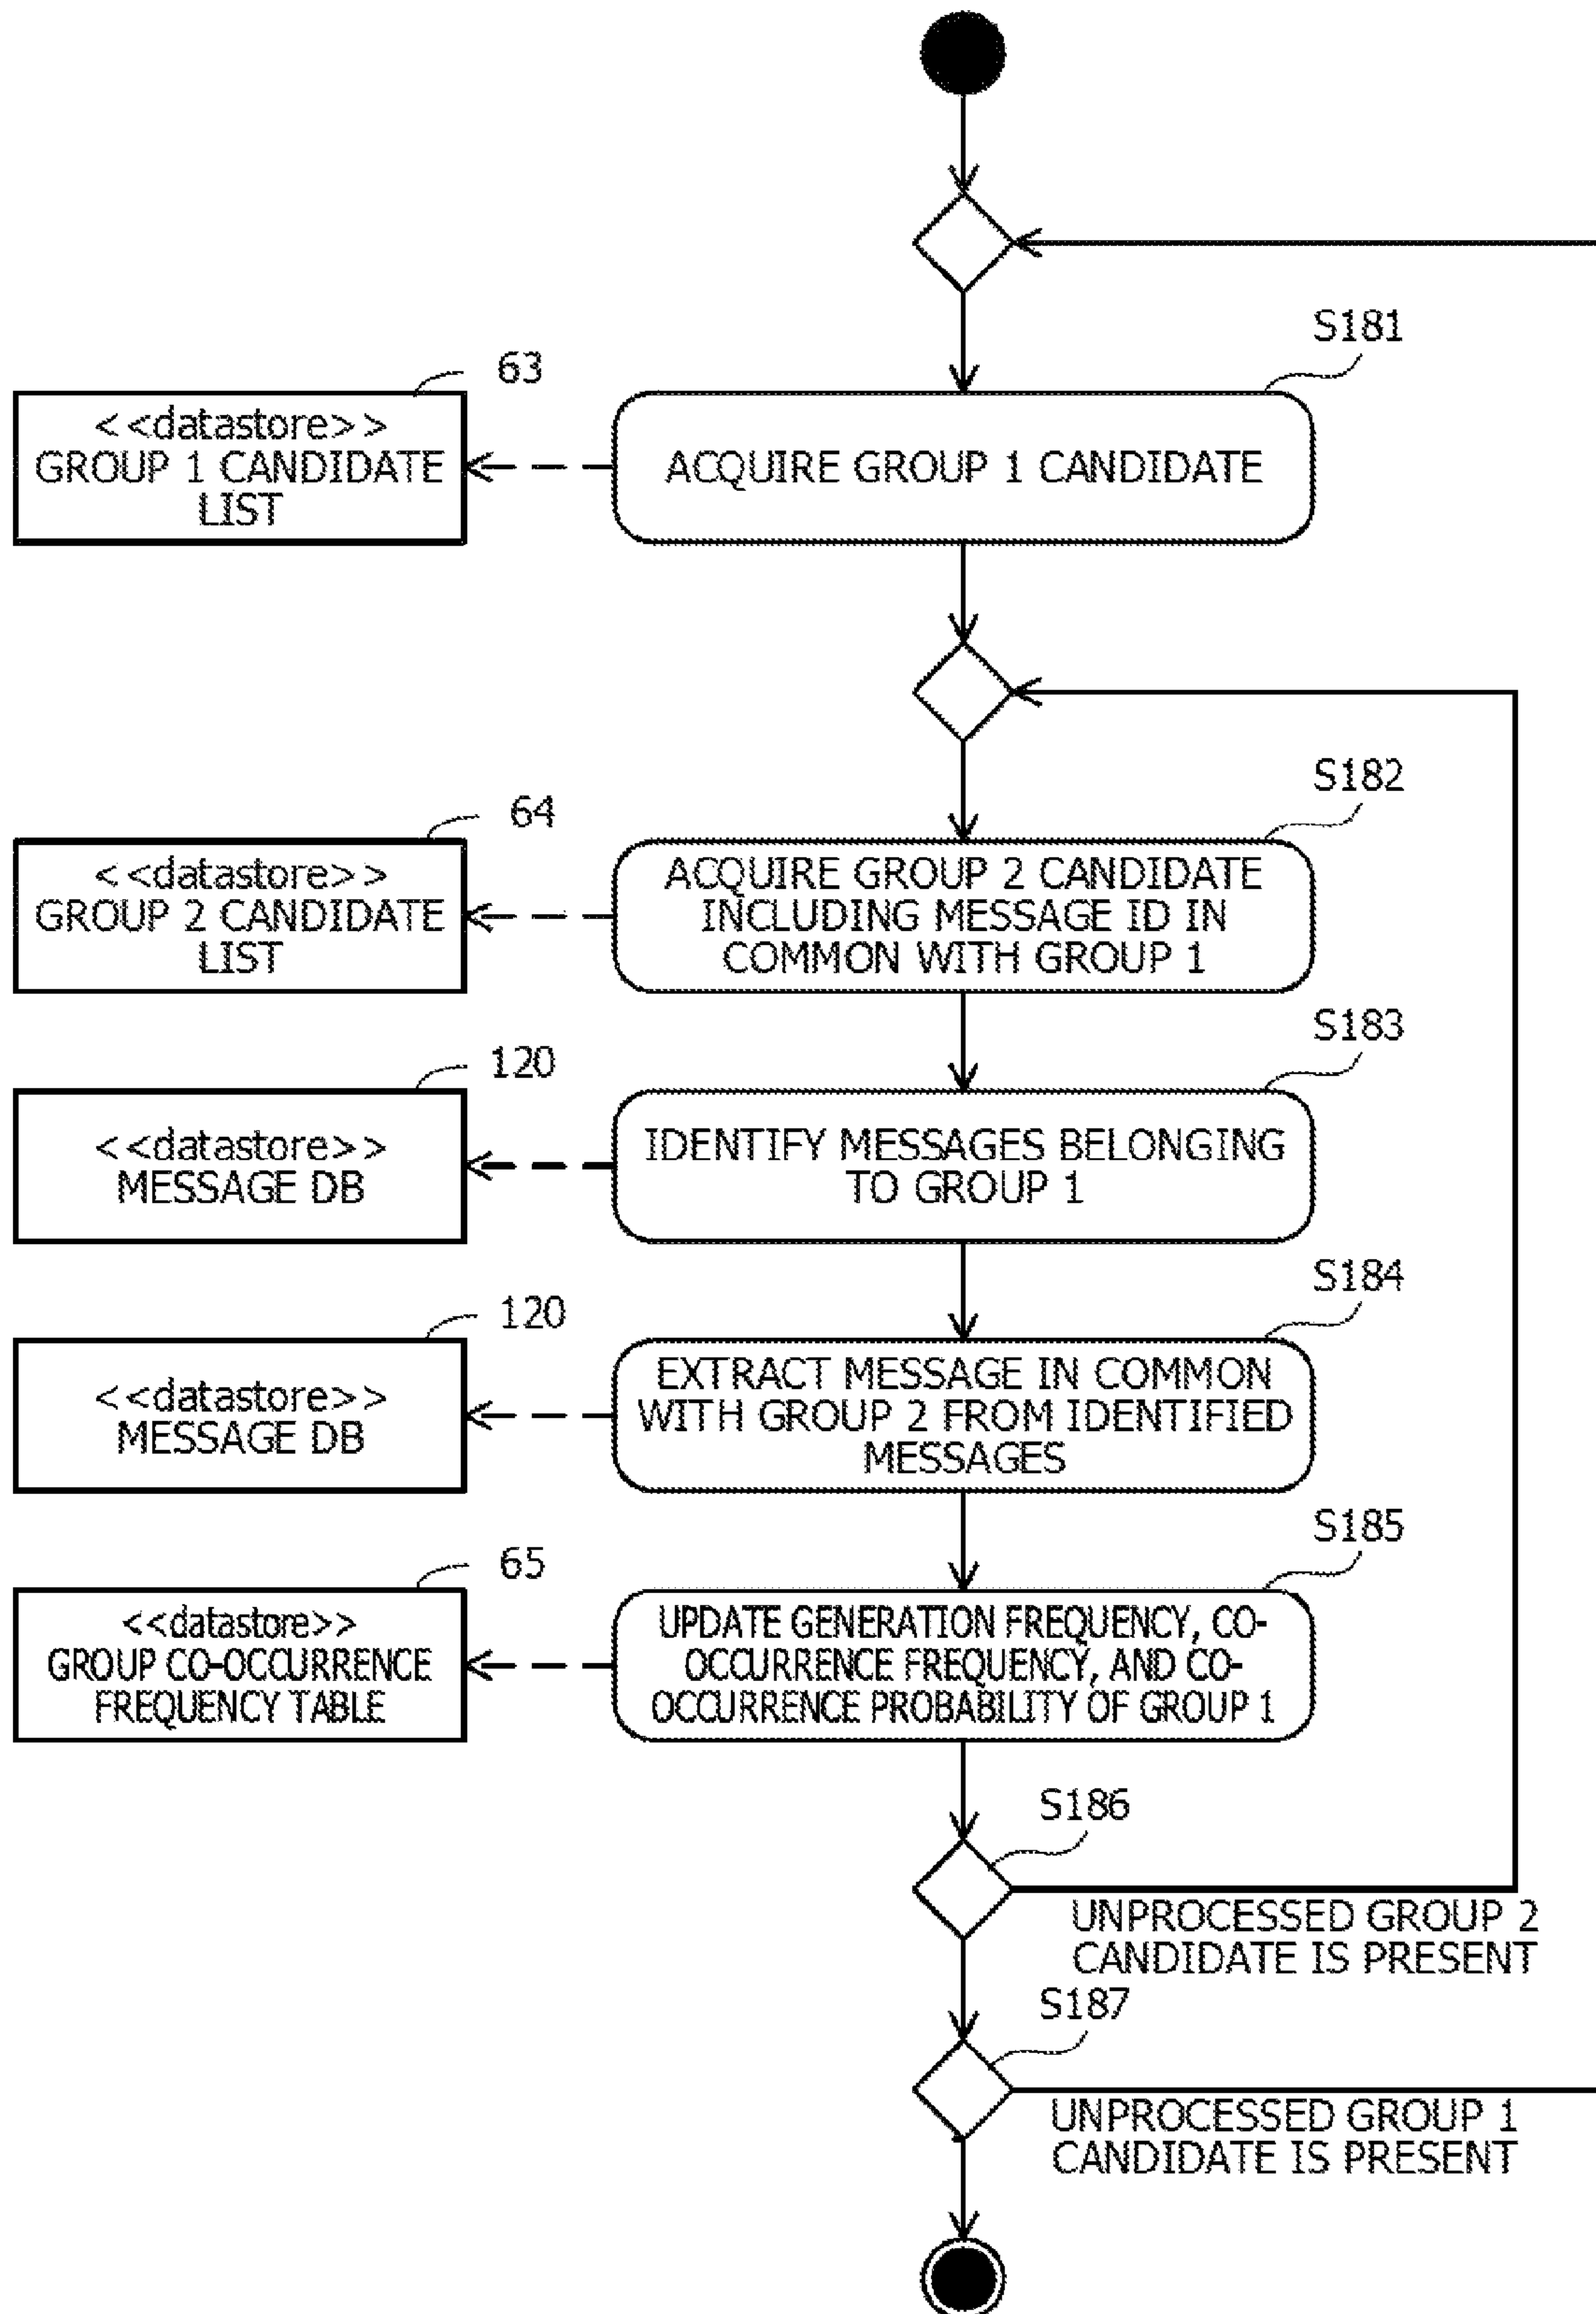 S181
63
<<datastore>>
GROUP 1 CANDIDATE
LIST
ACQUIRE GROUP 1 CANDIDATE
S182
64
<<datastore>>
GROUP 2 CANDIDATE
LIST
ACQUIRE GROUP 2 CANDIDATE
INCLUDING MESSAGE ID IN
COMMON WITH GROUP 1
S183
120
<<datastore>>
MESSAGE DB
IDENTIFY MESSAGES BELONGING
TO GROUP 1
S184
120
<<datastore>>
MESSAGE DB
EXTRACT MESSAGE IN COMMON
WITH GROUP 2 FROM IDENTIFIED
MESSAGES
S185
65
<<datastore>>
GROUP CO-OCCURRENCE
FREQUENCY TABLE
UPDATE GENERATION FREQUENCY, CO-
OCCURRENCE FREQUENCY, AND CO-
OCCURRENCE PROBABILITY OF GROUP 1
S186
UNPROCESSED GROUP 2
CANDIDATE IS PRESENT
S187
UNPROCESSED GROUP 1
CANDIDATE IS PRESENT